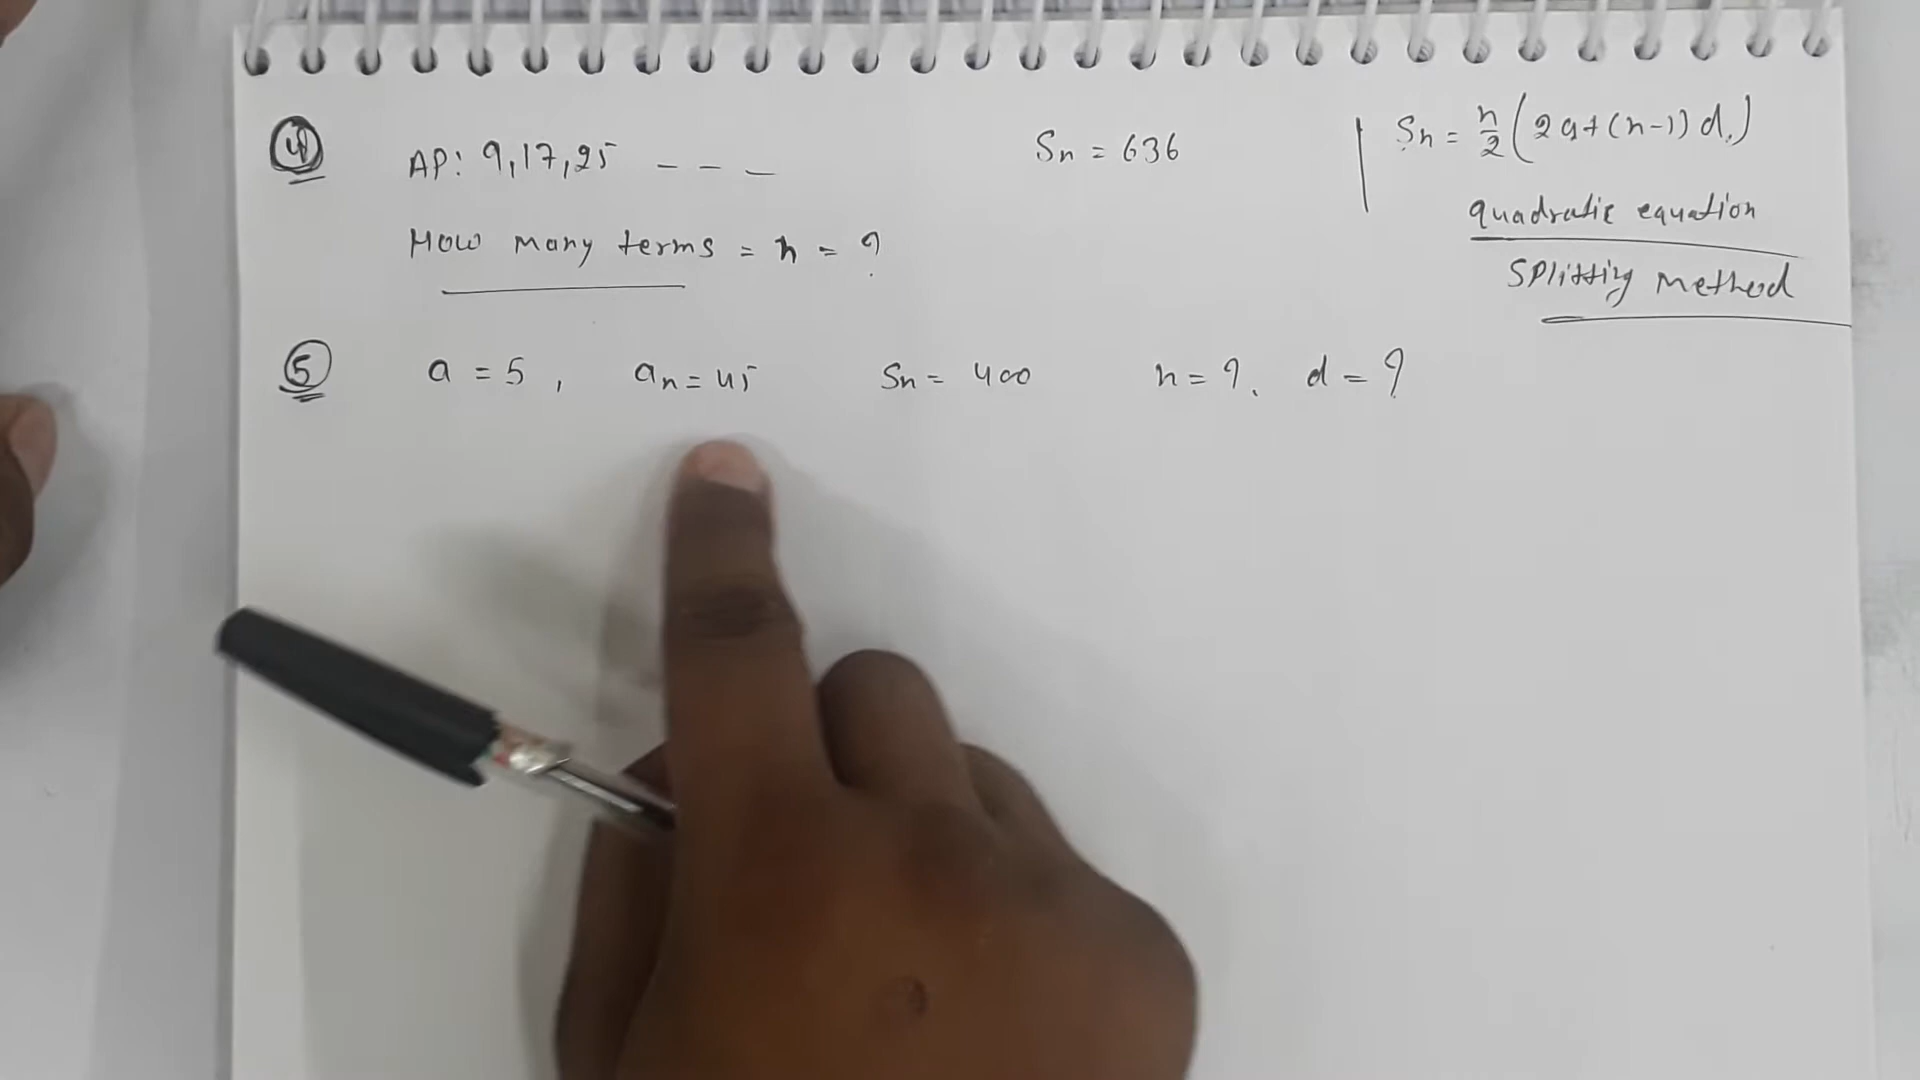 4 AP: 9,17,25 _ _ _ Sn = 636 | Sn = n/2 (2a+(n-1)d.)
quadratic equation
How many terms = n = ?
Splitting Method
5 a = 5, an = 45 Sn = 400 n = ?. d = ?